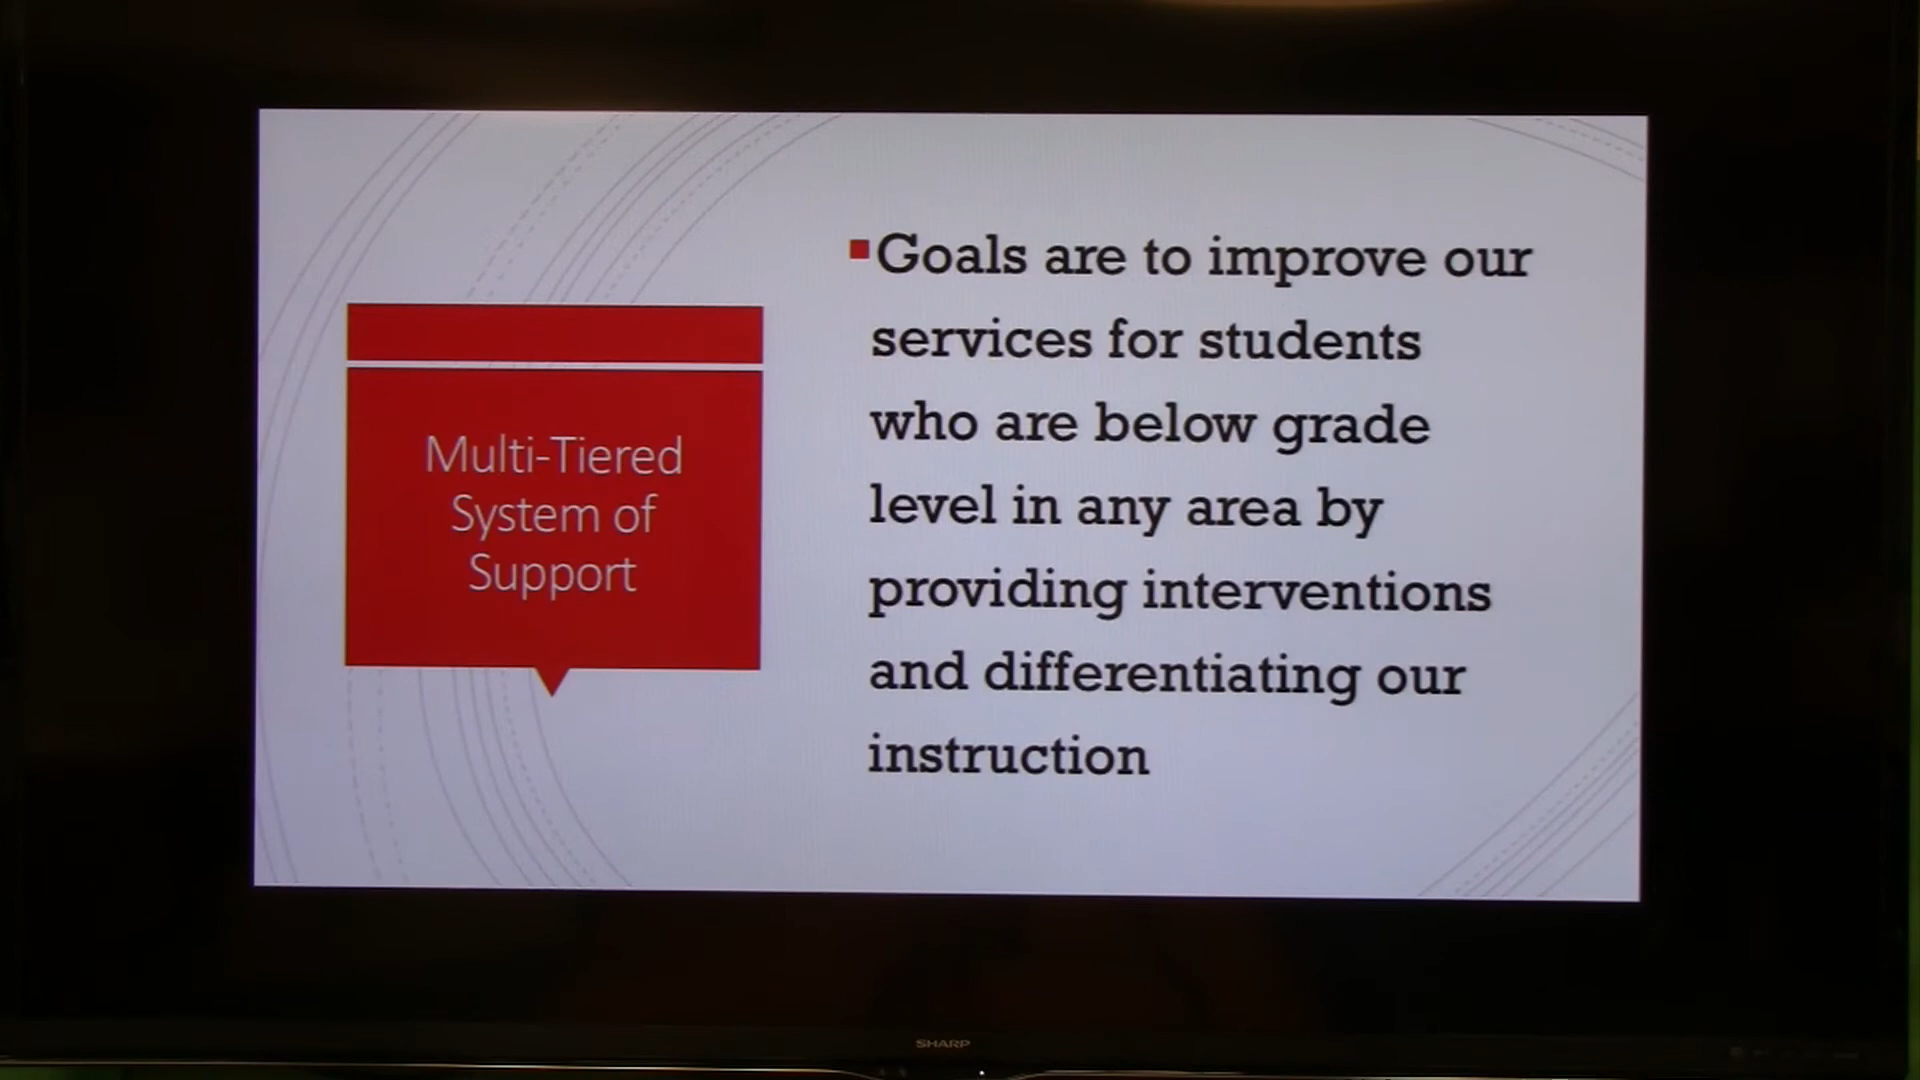 Multi-Tiered
System of
Support
Goals are to improve our
services for students
who are below grade
level in any area by
providing interventions
and differentiating our
instruction
SHARP